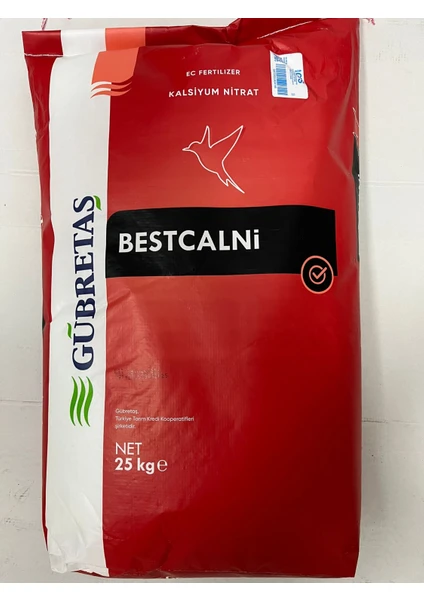 EC FERTILIZER
KALSİYUM NİTRAT
GÜBRETAŞ
BESTCALNi
Gübretaş
Türkiye Tarım Kredi Kooperatifleri
şirketidir.
NET
25 kg e